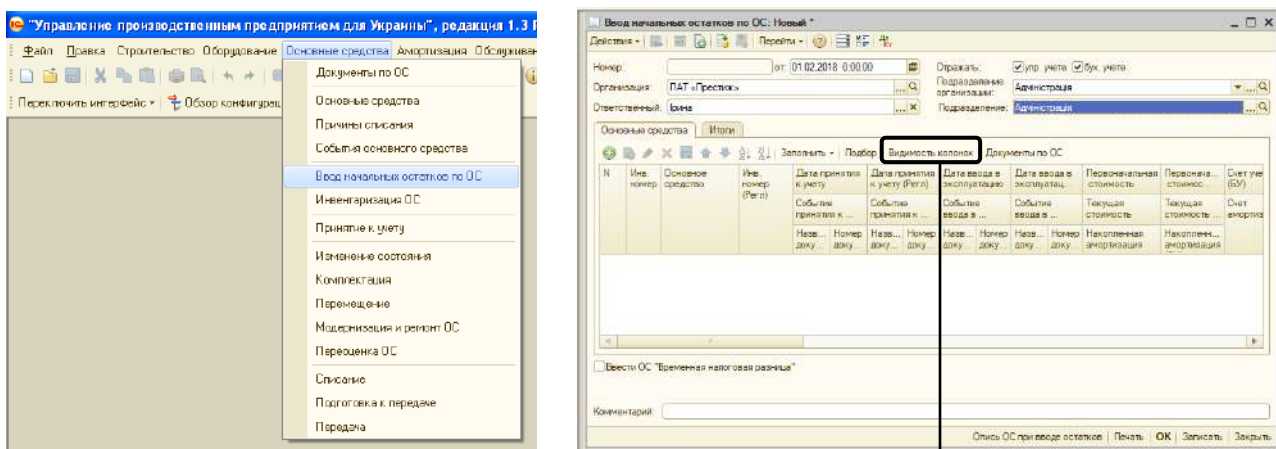 "Управление производственным предприятием для Украины", редакция 1.3
Файл Правка Строительство Оборудование Основные средства Амортизация
Переключить интерфейс Обзор
Документы по ОС
Основные средства
Причины списания
События основного средства
Ввод начальных остатков по ОС
Инвентаризация ОС
Принятие к учету
Изменение состояния
Комплектация
Перемещение
Модернизация и ремонт ОС
Переоценка ОС
Списание
Подготовка к передаче
Передача
Ввод начальных остатков по ОС: Новый *
Действия Перейти
Номер: от: 01.02.2018 0:00:00 Отражать: упр. учете бух. учете
Организация: ПАТ «Престиж» ... Подразделение организации: Адміністрація ...
Ответственный: Ірина ... Подразделение: Адміністрація ...
Основные средства Итоги
Заполнить Подбор Видимость колонок Документы по ОС
N Инв. номер Основное средство Инв. номер (Регл) Дата принятия к учету Дата принятия к учету (Регл) Дата ввода в эксплуатацию Дата ввода в эксплуатац... Первоначальная стоимость Первонача... стоимос... Счет уче (БУ)
Событие принятия к ... Событие принятия к ... Событие ввода в ... Событие ввода в ... Текущая стоимость Текущая стоимость ... Счет амортиз
Назв... доку... Номер доку... Назв... доку... Номер доку... Назв... доку... Номер доку... Назв... доку... Номер доку... Накопленная амортизация Накопленн... амортизация
Ввести ОС "Временная налоговая разница"
Комментарий:
Опись ОС при вводе остатков Печать OK Записать Закрыть